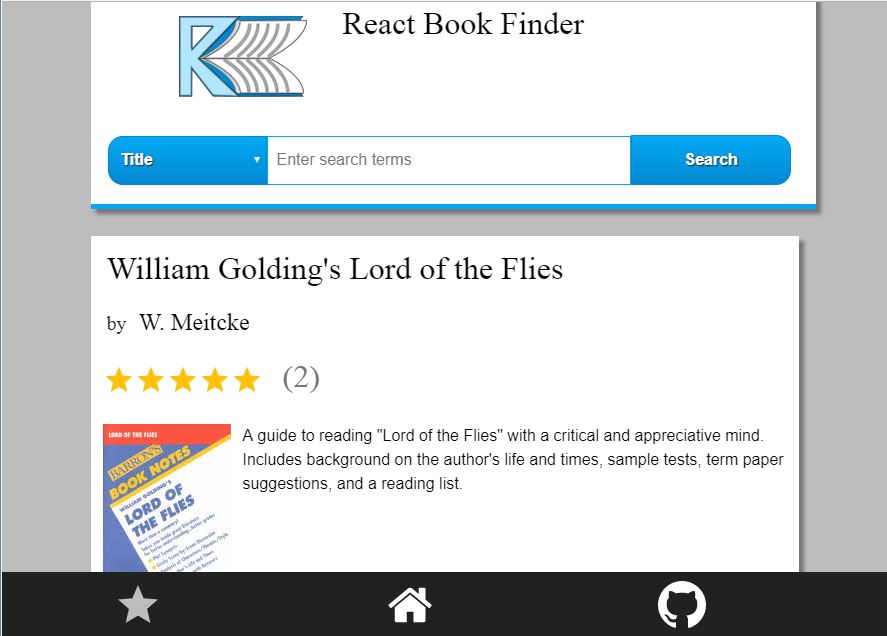 React Book Finder
Title
Enter search terms
Search
William Golding's Lord of the Flies
by W. Meitcke
(2)
LORD OF THE FLIES
BARRON'S
BOOK NOTES
WILLIAM GOLDING'S
LORD OF
THE FLIES
More than a summary!
A guide to reading "Lord of the Flies" with a critical and appreciative mind.
Includes background on the author's life and times, sample tests, term paper
suggestions, and a reading list.